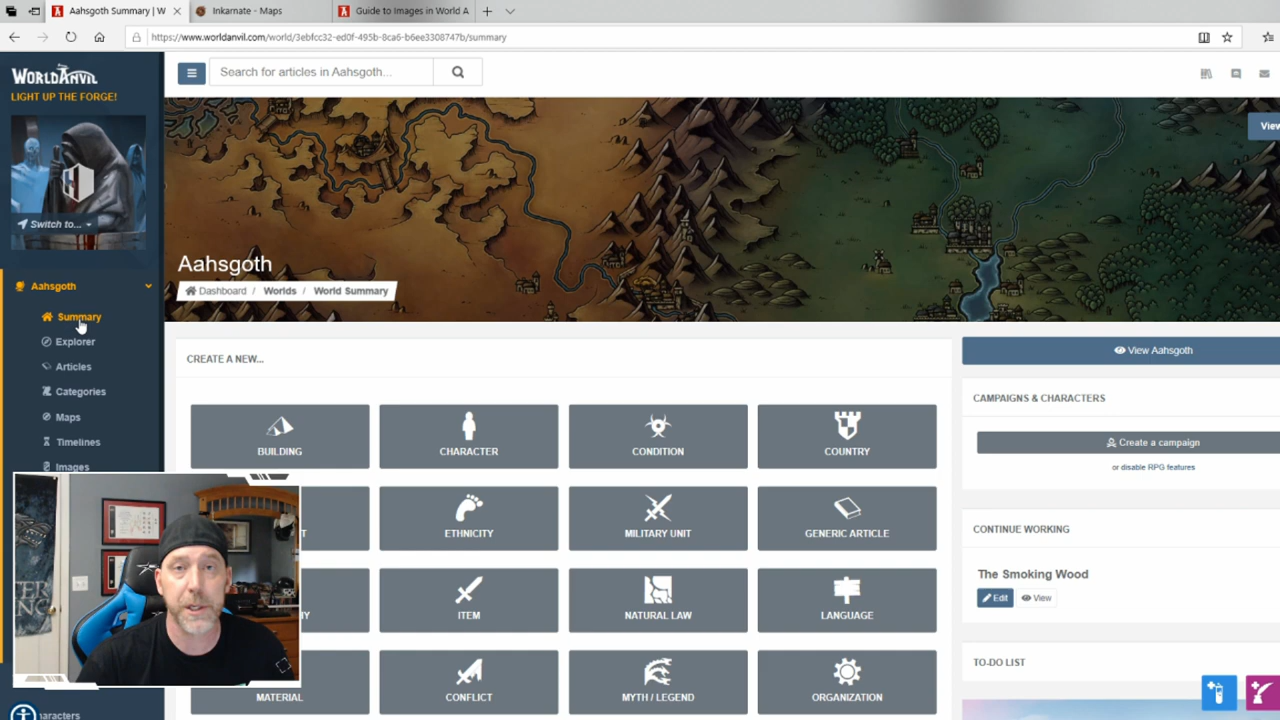 Aahsgoth Summary | W
Inkarnate - Maps
Guide to Images in World A
https://www.worldanvil.com/world/3ebfcc32-ed0f-495b-8ca6-b6ee3308747b/summary
WORLDANVIL
LIGHT UP THE FORGE!
Search for articles in Aahsgoth...
View
Switch to...
Aahsgoth
Dashboard / Worlds / World Summary
Aahsgoth
Summary
Explorer
Articles
Categories
Maps
Timelines
Images
aracters
CREATE A NEW...
BUILDING
CHARACTER
CONDITION
COUNTRY
T
ETHNICITY
MILITARY UNIT
GENERIC ARTICLE
HY
ITEM
NATURAL LAW
LANGUAGE
MATERIAL
CONFLICT
MYTH / LEGEND
ORGANIZATION
View Aahsgoth
CAMPAIGNS & CHARACTERS
Create a campaign
or disable RPG features
CONTINUE WORKING
The Smoking Wood
Edit
View
TO-DO LIST